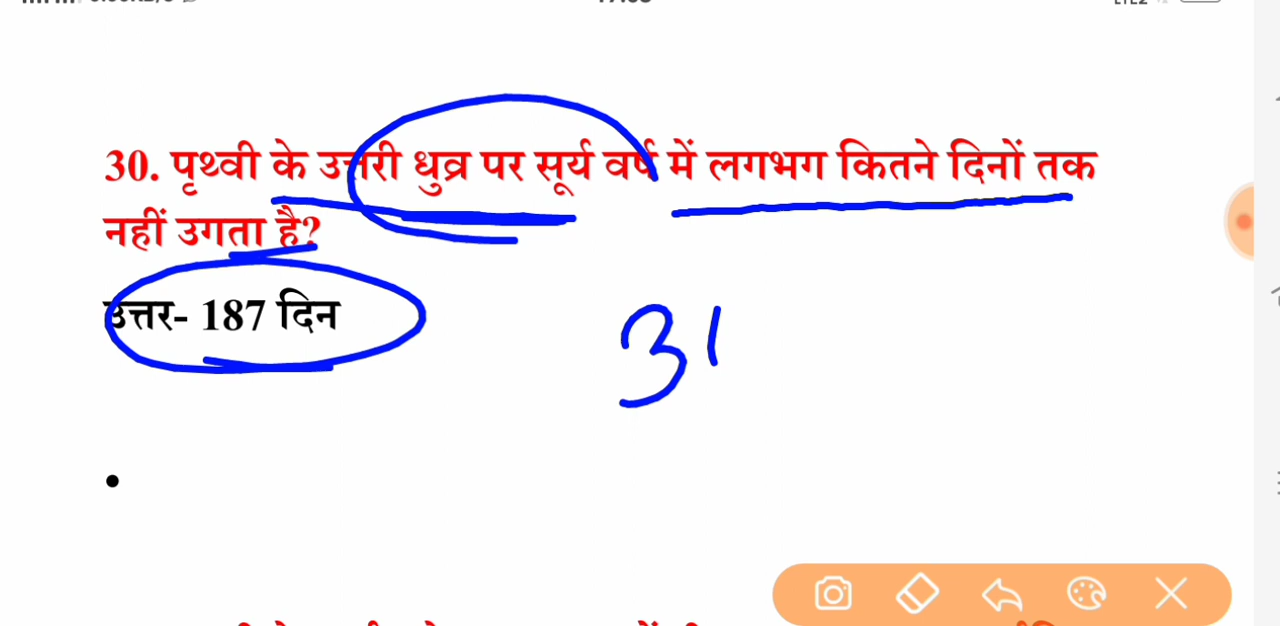 30. पृथ्वी के उत्तरी धुव्र पर सूर्य वर्ष में लगभग कितने दिनों तक
नहीं उगता है?
उत्तर- 187 दिन
31
•